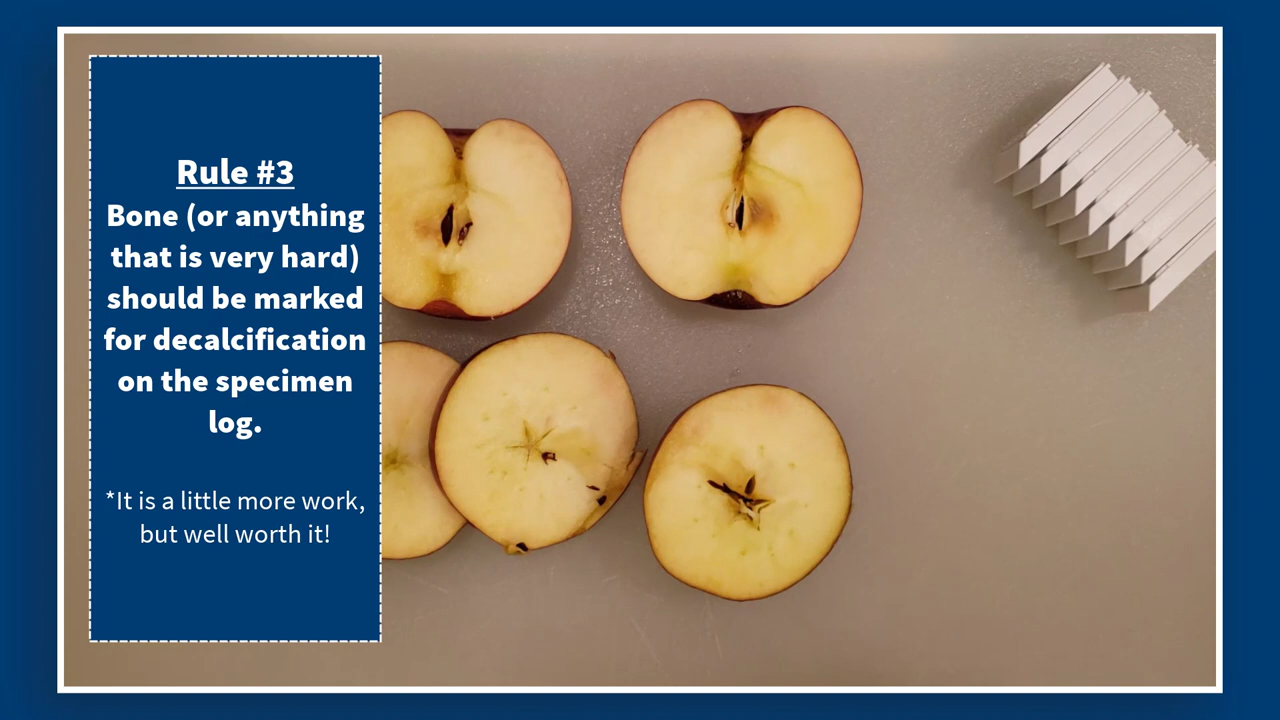 Rule #3
Bone (or anything
that is very hard)
should be marked
for decalcification
on the specimen
log.
*It is a little more work,
but well worth it!